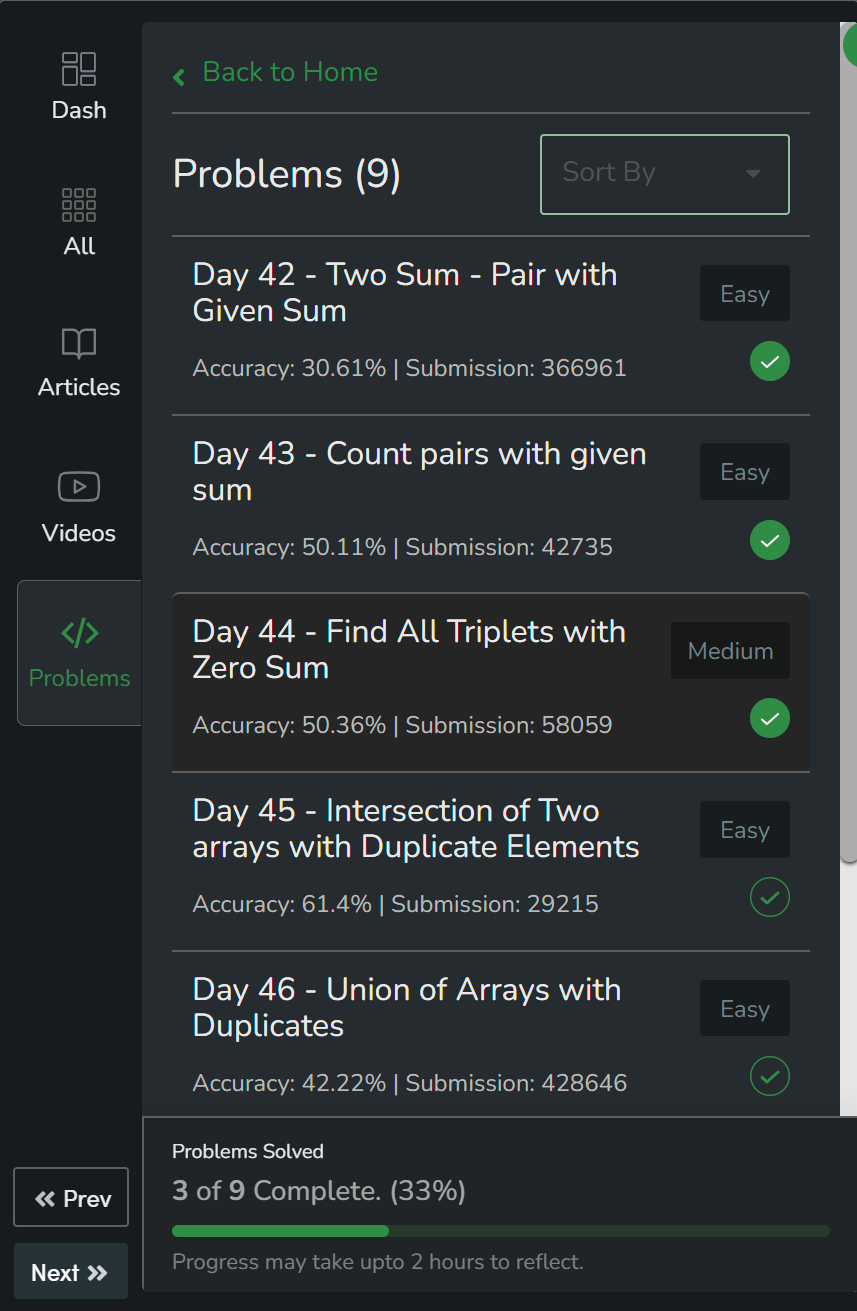 Dash
All
Articles
Videos
Problems
Prev
Next
Back to Home
Problems (9)
Sort By
Day 42 - Two Sum - Pair with
Given Sum
Easy
Accuracy: 30.61% | Submission: 366961
Day 43 - Count pairs with given
sum
Easy
Accuracy: 50.11% | Submission: 42735
Day 44 - Find All Triplets with
Zero Sum
Medium
Accuracy: 50.36% | Submission: 58059
Day 45 - Intersection of Two
arrays with Duplicate Elements
Easy
Accuracy: 61.4% | Submission: 29215
Day 46 - Union of Arrays with
Duplicates
Easy
Accuracy: 42.22% | Submission: 428646
Problems Solved
3 of 9 Complete. (33%)
Progress may take upto 2 hours to reflect.